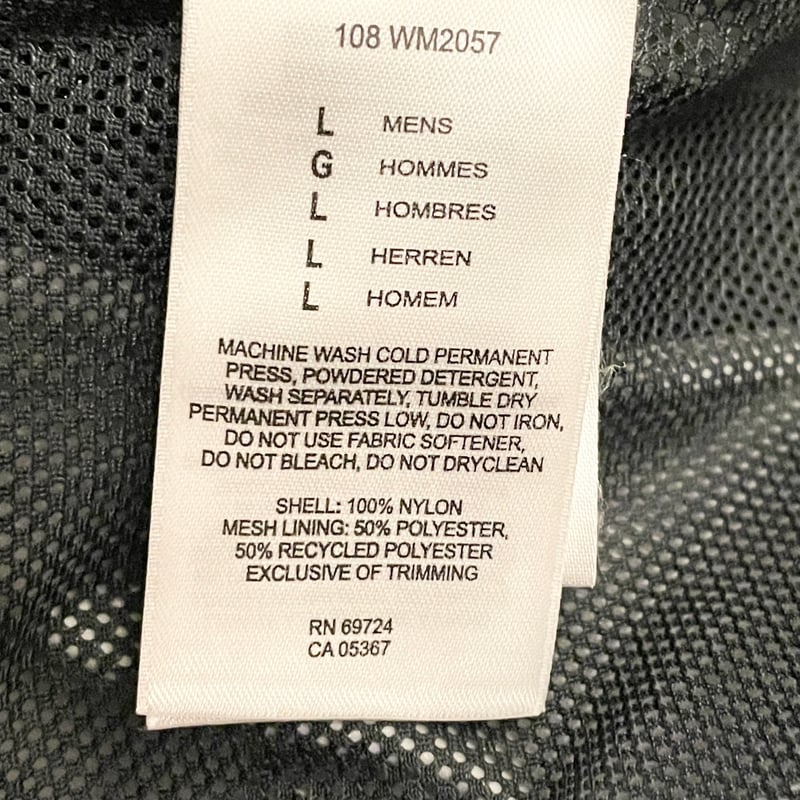 108 WM2057
L MENS
G HOMMES
L HOMBRES
L HERREN
L HOMEM
MACHINE WASH COLD PERMANENT
PRESS, POWDERED DETERGENT,
WASH SEPARATELY, TUMBLE DRY
PERMANENT PRESS LOW, DO NOT IRON,
DO NOT USE FABRIC SOFTENER,
DO NOT BLEACH, DO NOT DRYCLEAN
SHELL: 100% NYLON
MESH LINING: 50% POLYESTER,
50% RECYCLED POLYESTER
EXCLUSIVE OF TRIMMING
RN 69724
CA 05367